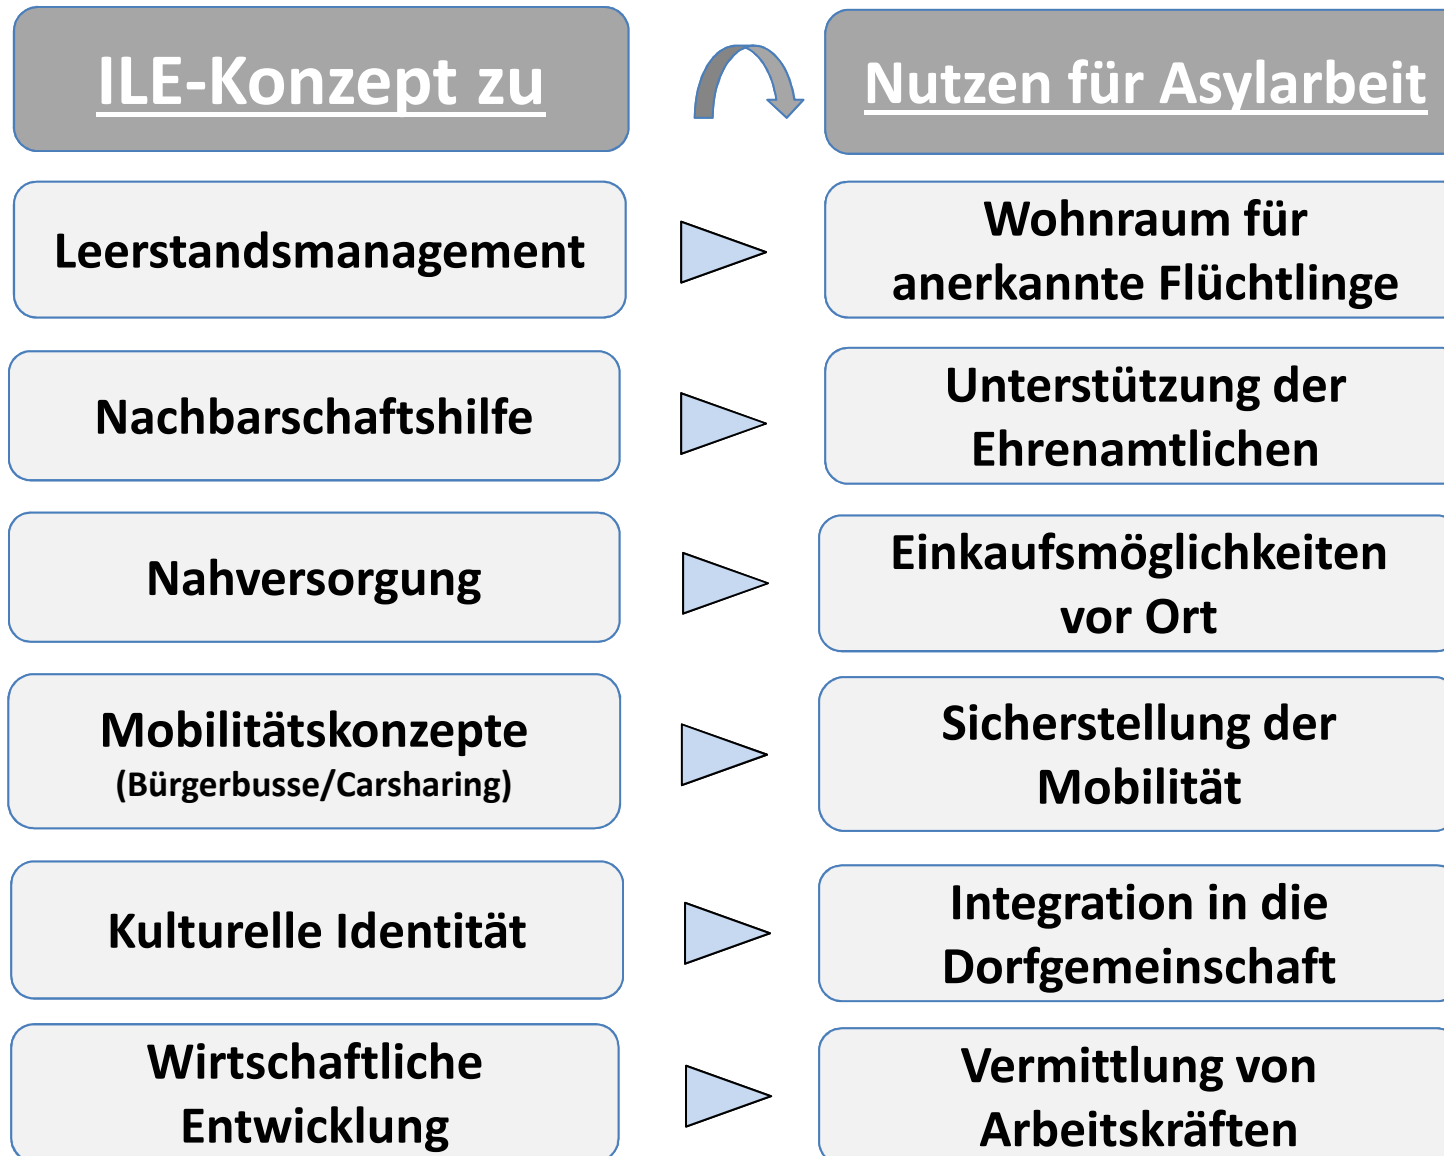 ILE-Konzept zu
Nutzen für Asylarbeit
Leerstandsmanagement
Wohnraum für
anerkannte Flüchtlinge
Nachbarschaftshilfe
Unterstützung der
Ehrenamtlichen
Nahversorgung
Einkaufsmöglichkeiten
vor Ort
Mobilitätskonzepte
(Bürgerbusse/Carsharing)
Sicherstellung der
Mobilität
Kulturelle Identität
Integration in die
Dorfgemeinschaft
Wirtschaftliche
Entwicklung
Vermittlung von
Arbeitskräften